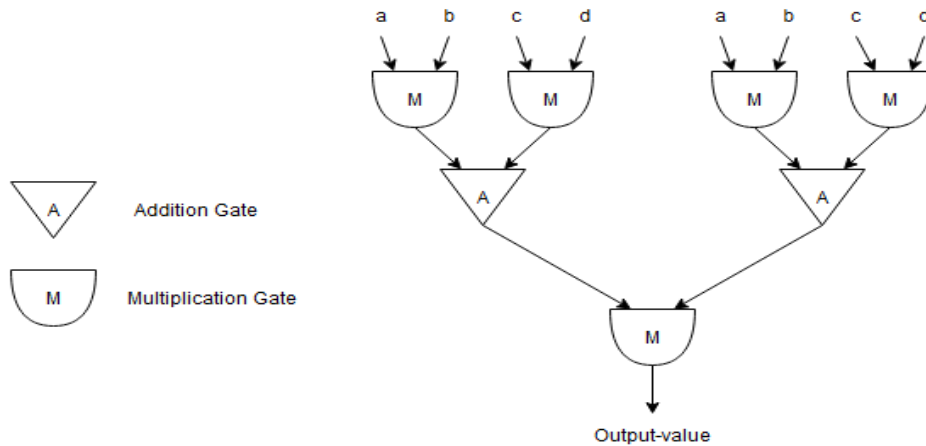 a b c d a b c d
M M M M
A A
A Addition Gate
M Multiplication Gate
M
Output-value